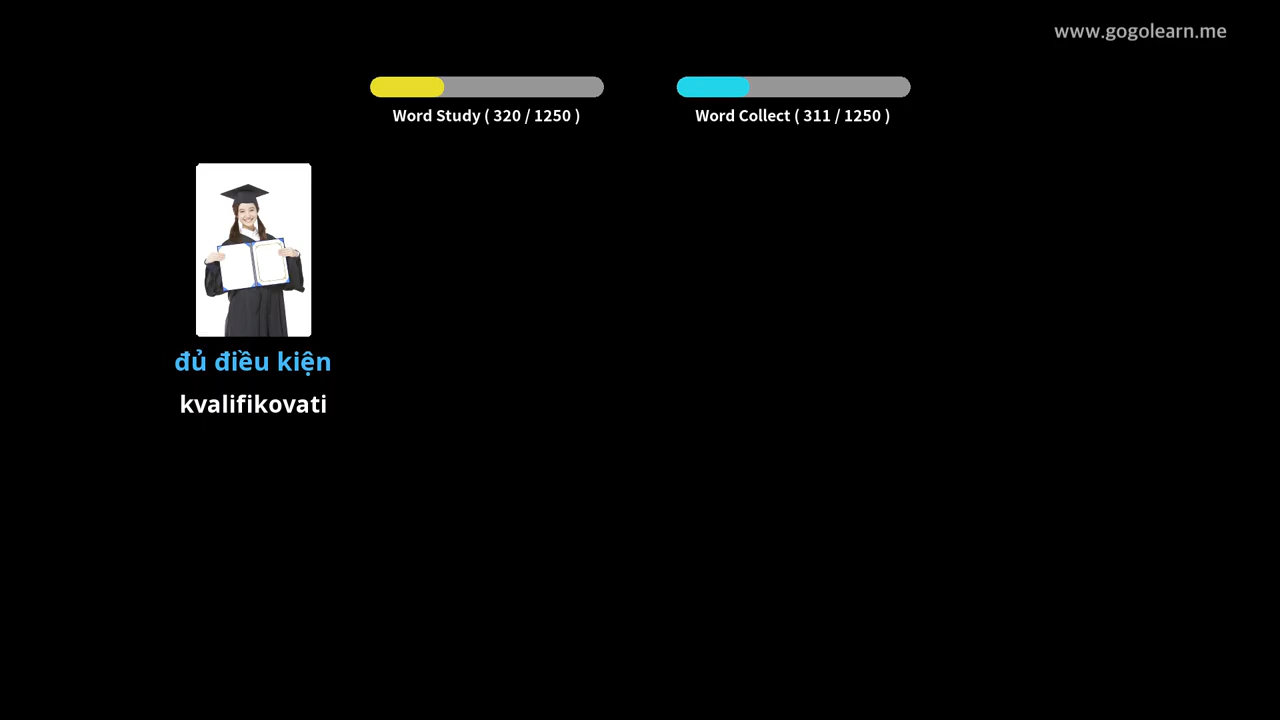 www.gogolearn.me
Word Study ( 320 / 1250 )
Word Collect ( 311 / 1250 )
đủ điều kiện
kvalifikovati